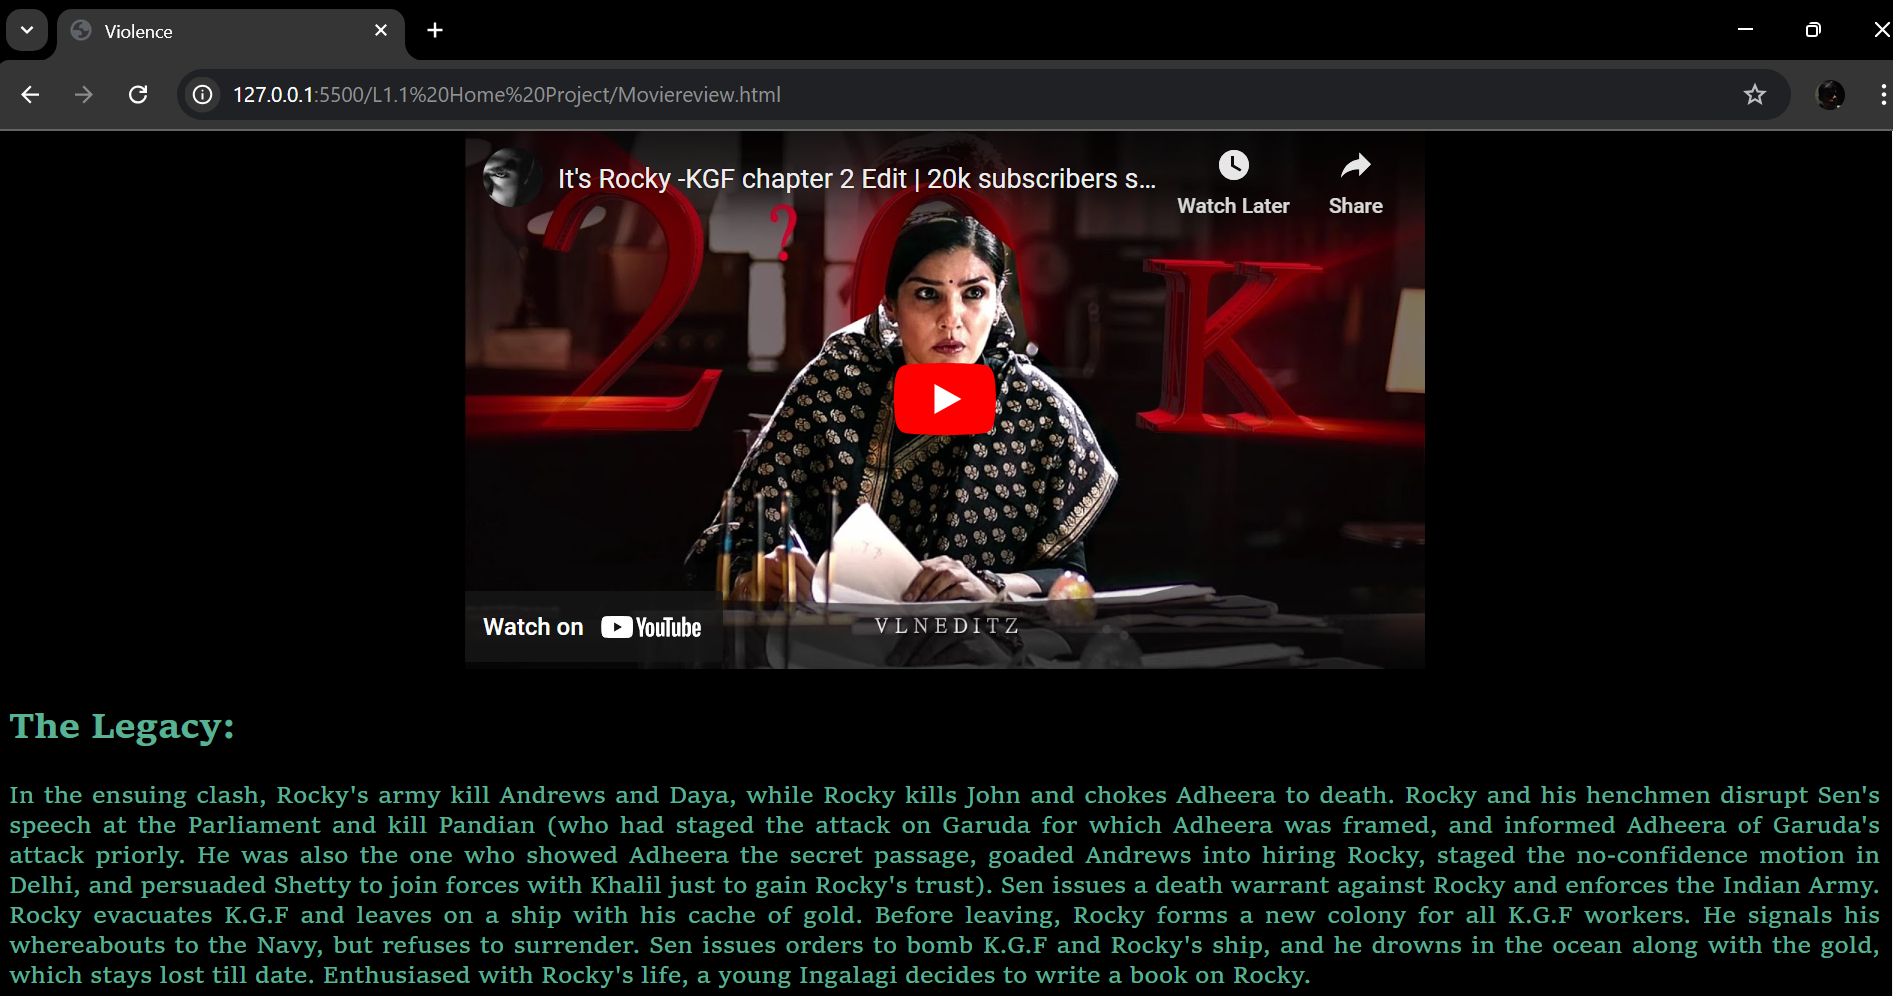 Violence
127.0.0.1:5500/L1.1%20Home%20Project/Moviereview.html
It's Rocky -KGF chapter 2 Edit | 20k subscribers s...
Watch Later
Share
?
20K
Watch on YouTube
VLNEDITZ
The Legacy:
In the ensuing clash, Rocky's army kill Andrews and Daya, while Rocky kills John and chokes Adheera to death. Rocky and his henchmen disrupt Sen's
speech at the Parliament and kill Pandian (who had staged the attack on Garuda for which Adheera was framed, and informed Adheera of Garuda's
attack priorly. He was also the one who showed Adheera the secret passage, goaded Andrews into hiring Rocky, staged the no-confidence motion in
Delhi, and persuaded Shetty to join forces with Khalil just to gain Rocky's trust). Sen issues a death warrant against Rocky and enforces the Indian Army.
Rocky evacuates K.G.F and leaves on a ship with his cache of gold. Before leaving, Rocky forms a new colony for all K.G.F workers. He signals his
whereabouts to the Navy, but refuses to surrender. Sen issues orders to bomb K.G.F and Rocky's ship, and he drowns in the ocean along with the gold,
which stays lost till date. Enthusiased with Rocky's life, a young Ingalagi decides to write a book on Rocky.